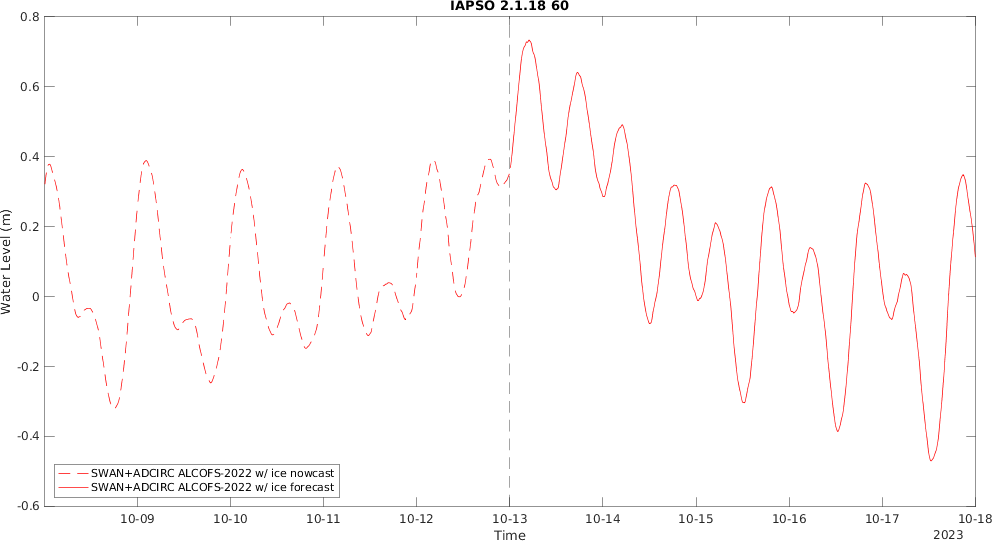 IAPSO 2.1.18 60
Water Level (m)
0.8
0.6
0.4
0.2
0
-0.2
-0.4
-0.6
SWAN+ADCIRC ALCOFS-2022 w/ ice nowcast
SWAN+ADCIRC ALCOFS-2022 w/ ice forecast
10-09 10-10 10-11 10-12 10-13 10-14 10-15 10-16 10-17 10-18
Time
2023